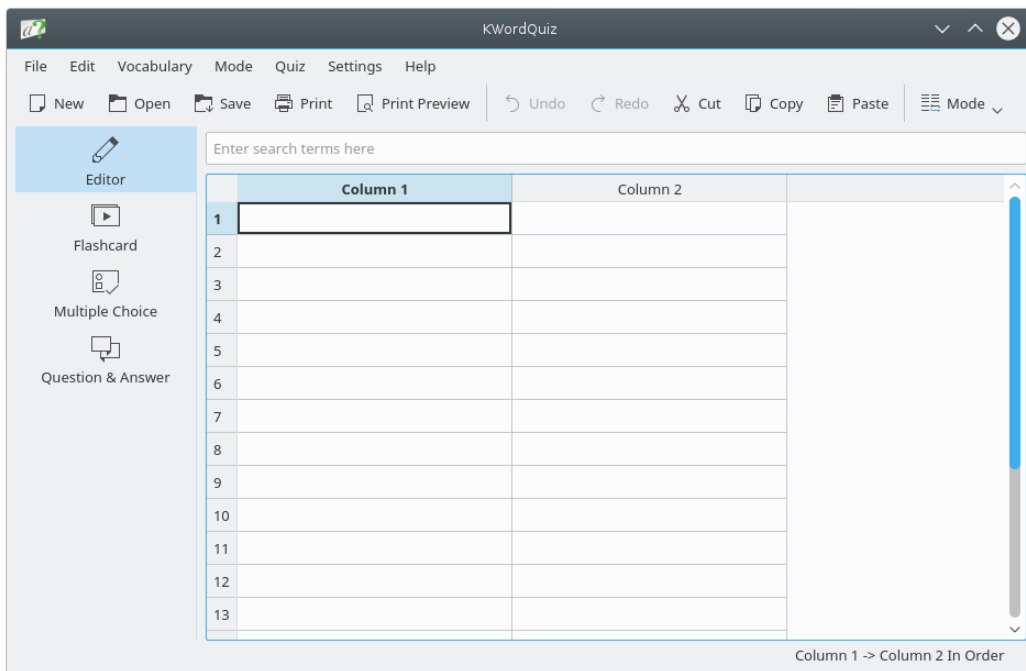 KWordQuiz
File Edit Vocabulary Mode Quiz Settings Help
New Open Save Print Print Preview Undo Redo Cut Copy Paste Mode
Editor
Flashcard
Multiple Choice
Question & Answer
Enter search terms here
Column 1 Column 2
1
2
3
4
5
6
7
8
9
10
11
12
13
Column 1 -> Column 2 In Order